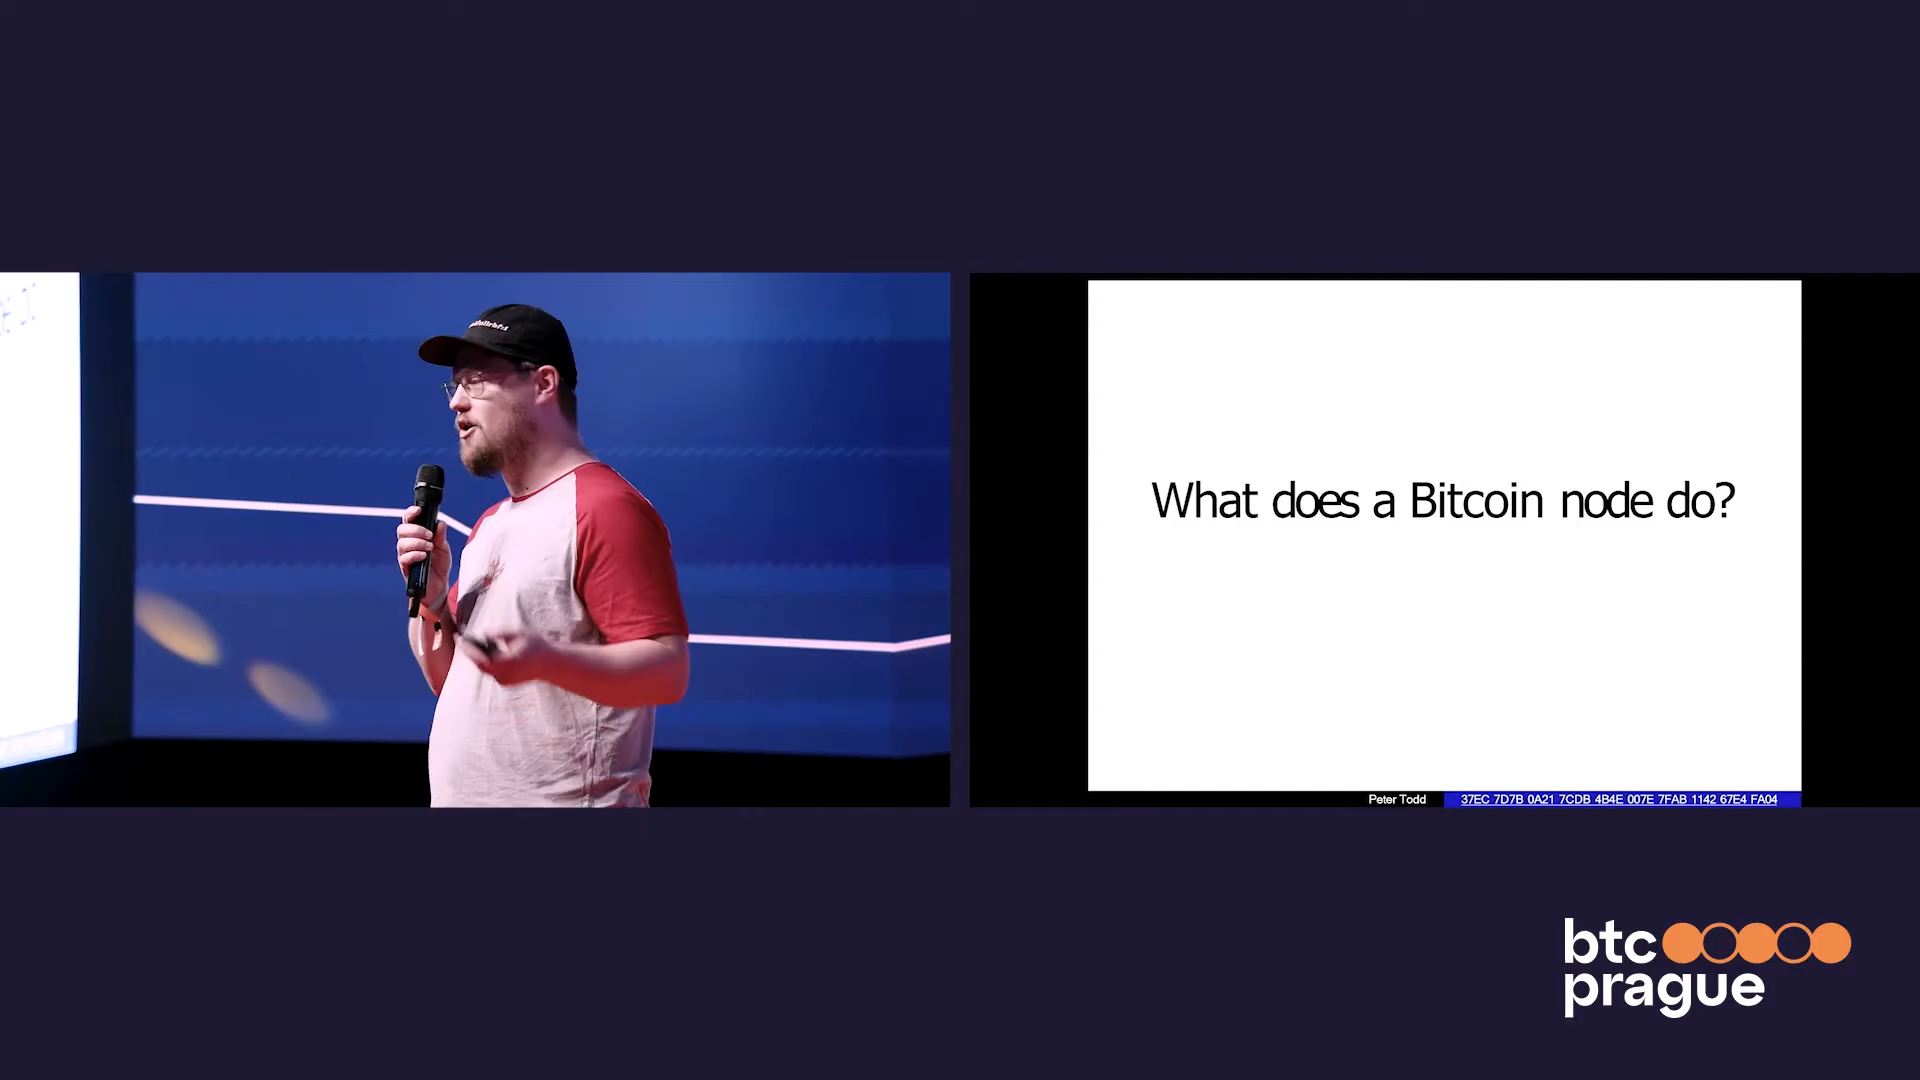 What does a Bitcoin node do?
Peter Todd
37EC 7D7B 0A21 7CDB 4B4E 007E 7FAB 1142 67E4 FA04
btc
prague